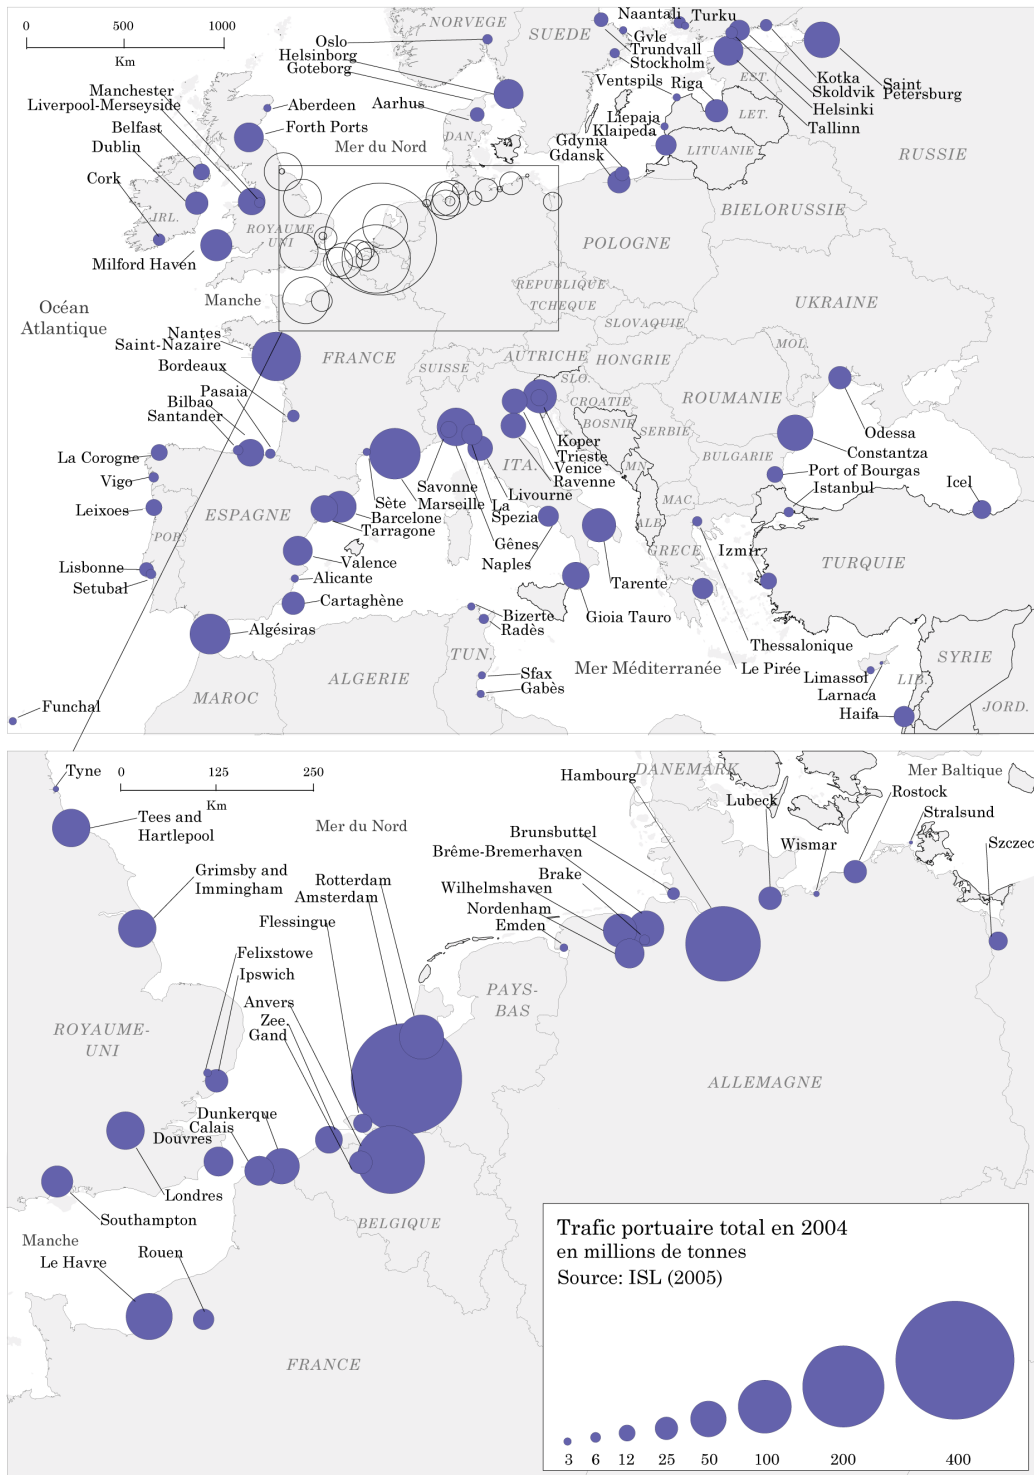 0 500 1000
Km
NORVEGE
SUEDE
Naantali
Turku
Gvle
Trundvall
Stockholm
Oslo
Helsinborg
Goteborg
Aarhus
DAN.
Mer du Nord
Ventspils
Riga
EST.
LET.
Liepaja
Klaipeda
LITUANIE
Gdynia
Gdansk
Kotka
Skoldvik
Helsinki
Tallinn
Saint
Petersburg
RUSSIE
Manchester
Liverpool-Merseyside
Belfast
Dublin
Cork
Aberdeen
Forth Ports
IRL.
ROYAUME
UNI
Milford Haven
Manche
Océan
Atlantique
BIELORUSSIE
POLOGNE
REPUBLIQUE
TCHEQUE
SLOVAQUIE
UKRAINE
MOL.
Nantes
Saint-Nazaire
Bordeaux
FRANCE
SUISSE
AUTRICHE
HONGRIE
SLO.
CROATIE
BOSNIE
SERBIE
ROUMANIE
BULGARIE
Pasaia
Bilbao
Santander
La Corogne
Vigo
Leixoes
POR.
Lisbonne
Setubal
ESPAGNE
Koper
Trieste
Venice
Ravenne
ITA.
MN.
MAC.
ALB.
GRECE
Savonne
Marseille
Sète
Barcelone
Tarragone
Livourne
La
Spezia
Gênes
Naples
Valence
Alicante
Cartaghène
Algésiras
Tarente
Gioia Tauro
Odessa
Constantza
Port of Bourgas
Istanbul
Icel
Izmir
TURQUIE
Bizerte
Radès
TUN.
Sfax
Gabès
ALGERIE
MAROC
Funchal
Thessalonique
Le Pirée
Mer Méditerranée
Limassol
Larnaca
Haifa
LIB.
SYRIE
JORD.
Tyne
0 125 250
Km
Tees and
Hartlepool
Mer du Nord
Grimsby and
Immingham
Rotterdam
Amsterdam
Flessingue
Felixstowe
Ipswich
Anvers
Zee.
Gand
ROYAUME-
UNI
Dunkerque
Calais
Douvres
Londres
Southampton
Manche
Le Havre
Rouen
FRANCE
BELGIQUE
PAYS-
BAS
ALLEMAGNE
Hambourg
DANEMARK
Lubeck
Mer Baltique
Rostock
Stralsund
Wismar
Szczec
Brunsbuttel
Brême-Bremerhaven
Brake
Wilhelmshaven
Nordenham
Emden
Trafic portuaire total en 2004
en millions de tonnes
Source: ISL (2005)
3 6 12 25 50 100 200 400